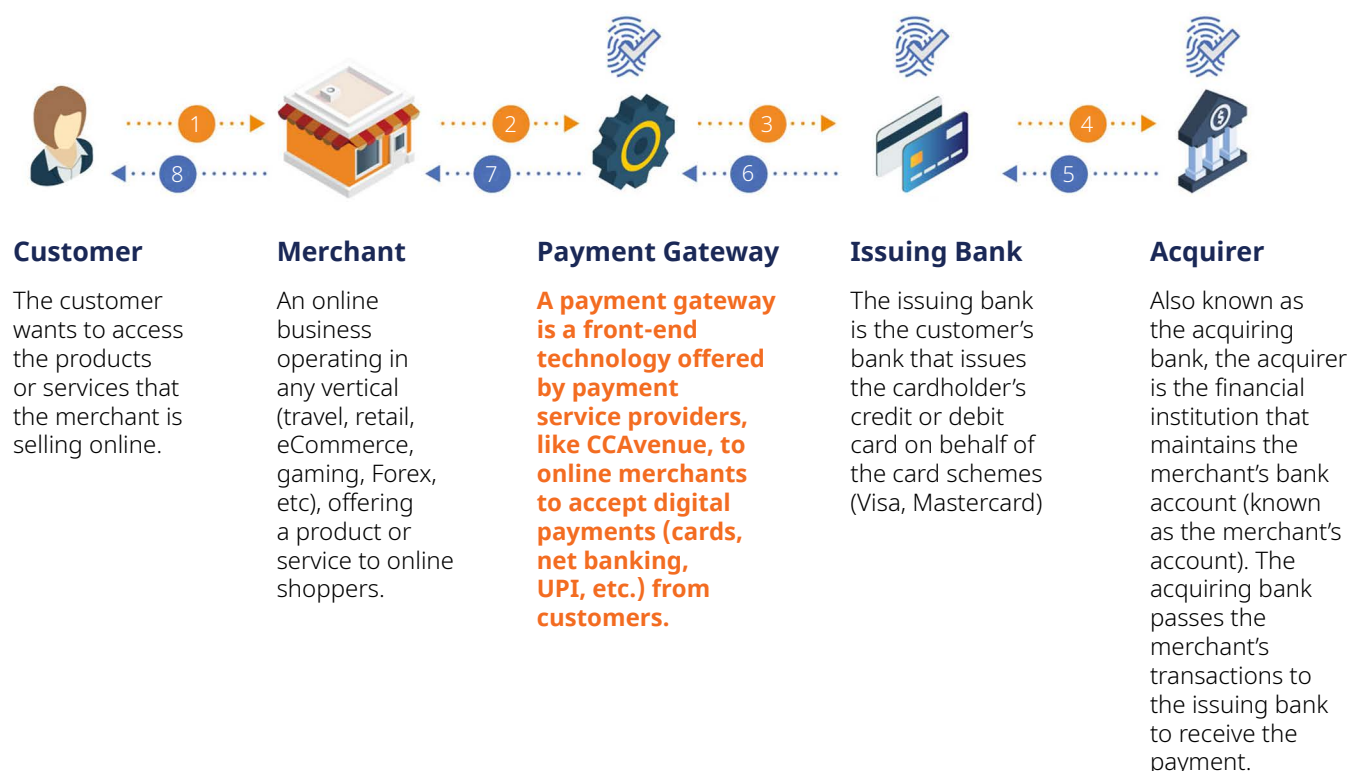 1
2
3
4
8
7
6
5
Customer
The customer
wants to access
the products
or services that
the merchant is
selling online.
Merchant
An online
business
operating in
any vertical
(travel, retail,
eCommerce,
gaming, Forex,
etc), offering
a product or
service to online
shoppers.
Payment Gateway
A payment gateway
is a front-end
technology offered
by payment
service providers,
like CCAvenue, to
online merchants
to accept digital
payments (cards,
net banking,
UPI, etc.) from
customers.
Issuing Bank
The issuing bank
is the customer’s
bank that issues
the cardholder’s
credit or debit
card on behalf of
the card schemes
(Visa, Mastercard)
$
Acquirer
Also known as
the acquiring
bank, the acquirer
is the financial
institution that
maintains the
merchant’s bank
account (known
as the merchant’s
account). The
acquiring bank
passes the
merchant’s
transactions to
the issuing bank
to receive the
payment.